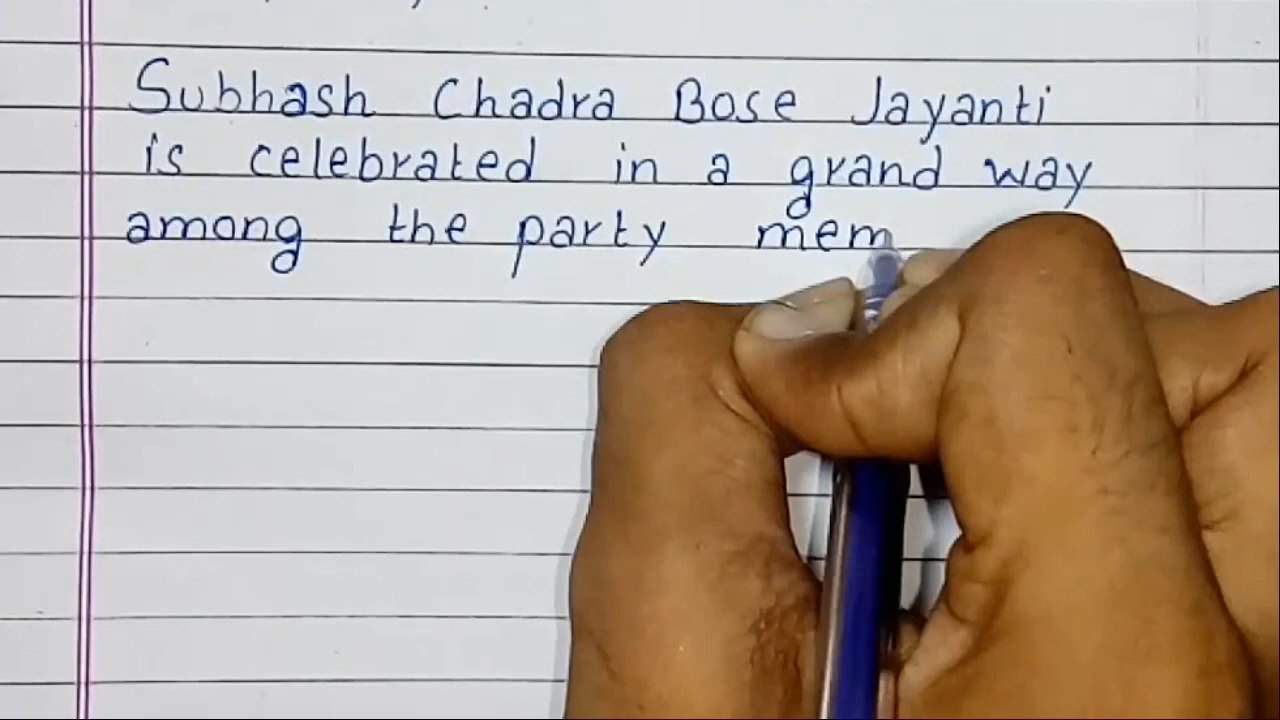 Subhash Chadra Bose Jayanti
is celebrated in a grand way
among the party mem